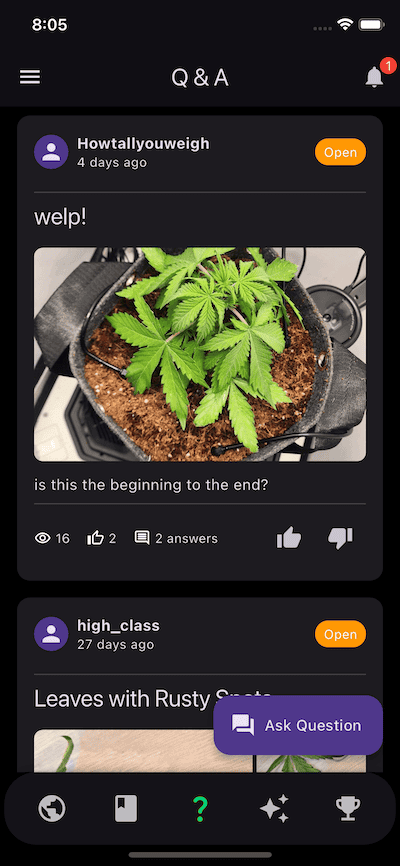 8:05
Q&A
1
Howtallyouweigh
4 days ago
Open
welp!
is this the beginning to the end?
16
2
2 answers
high_class
27 days ago
Open
Leaves with Rusty
Ask Question
?